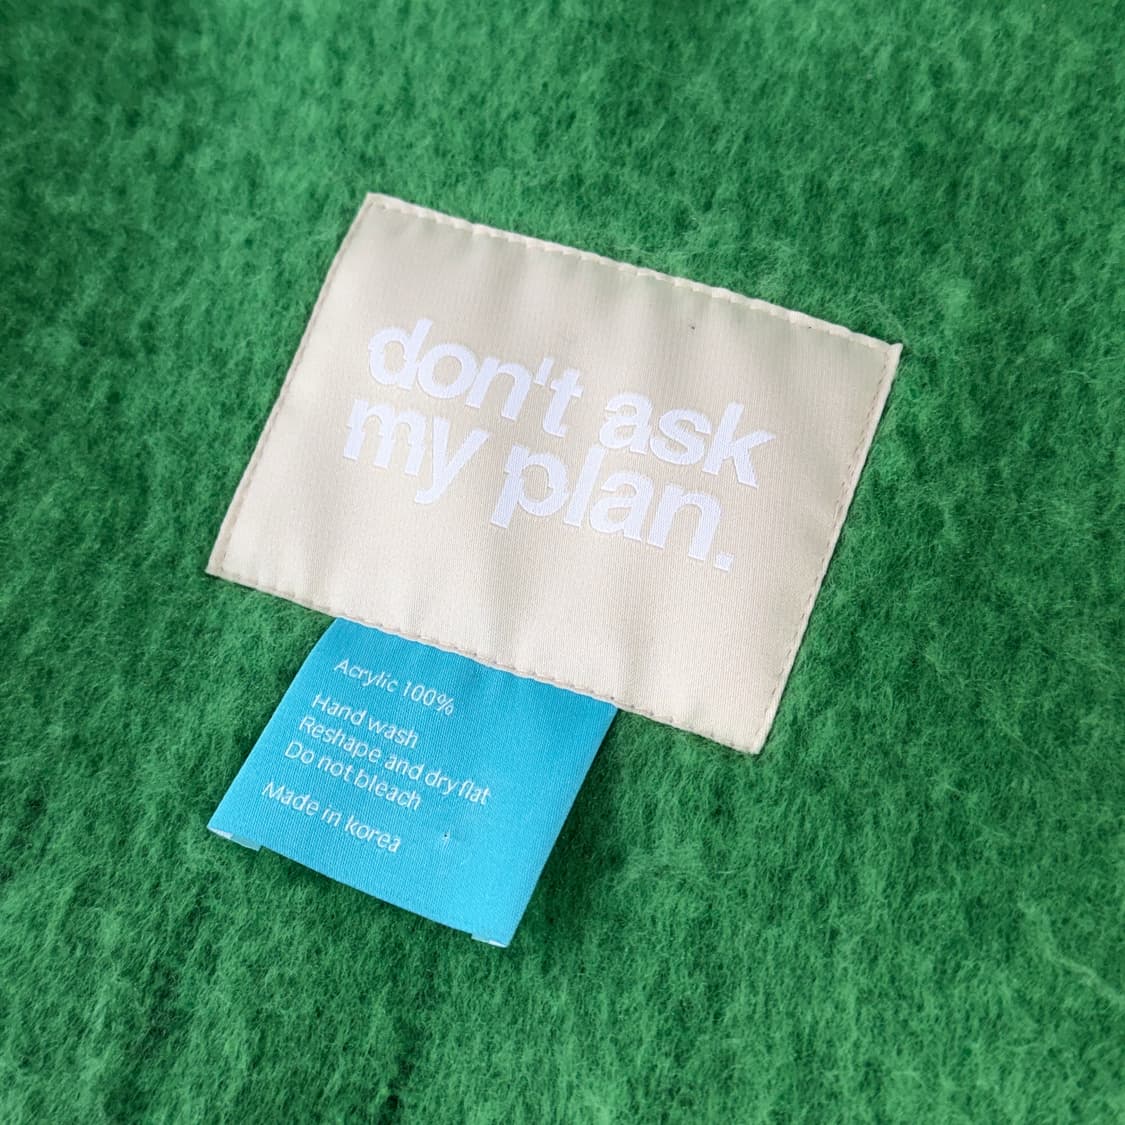 don't ask
my plan.
Acrylic 100%
Hand wash
Reshape and dry flat
Do not bleach
Made in korea